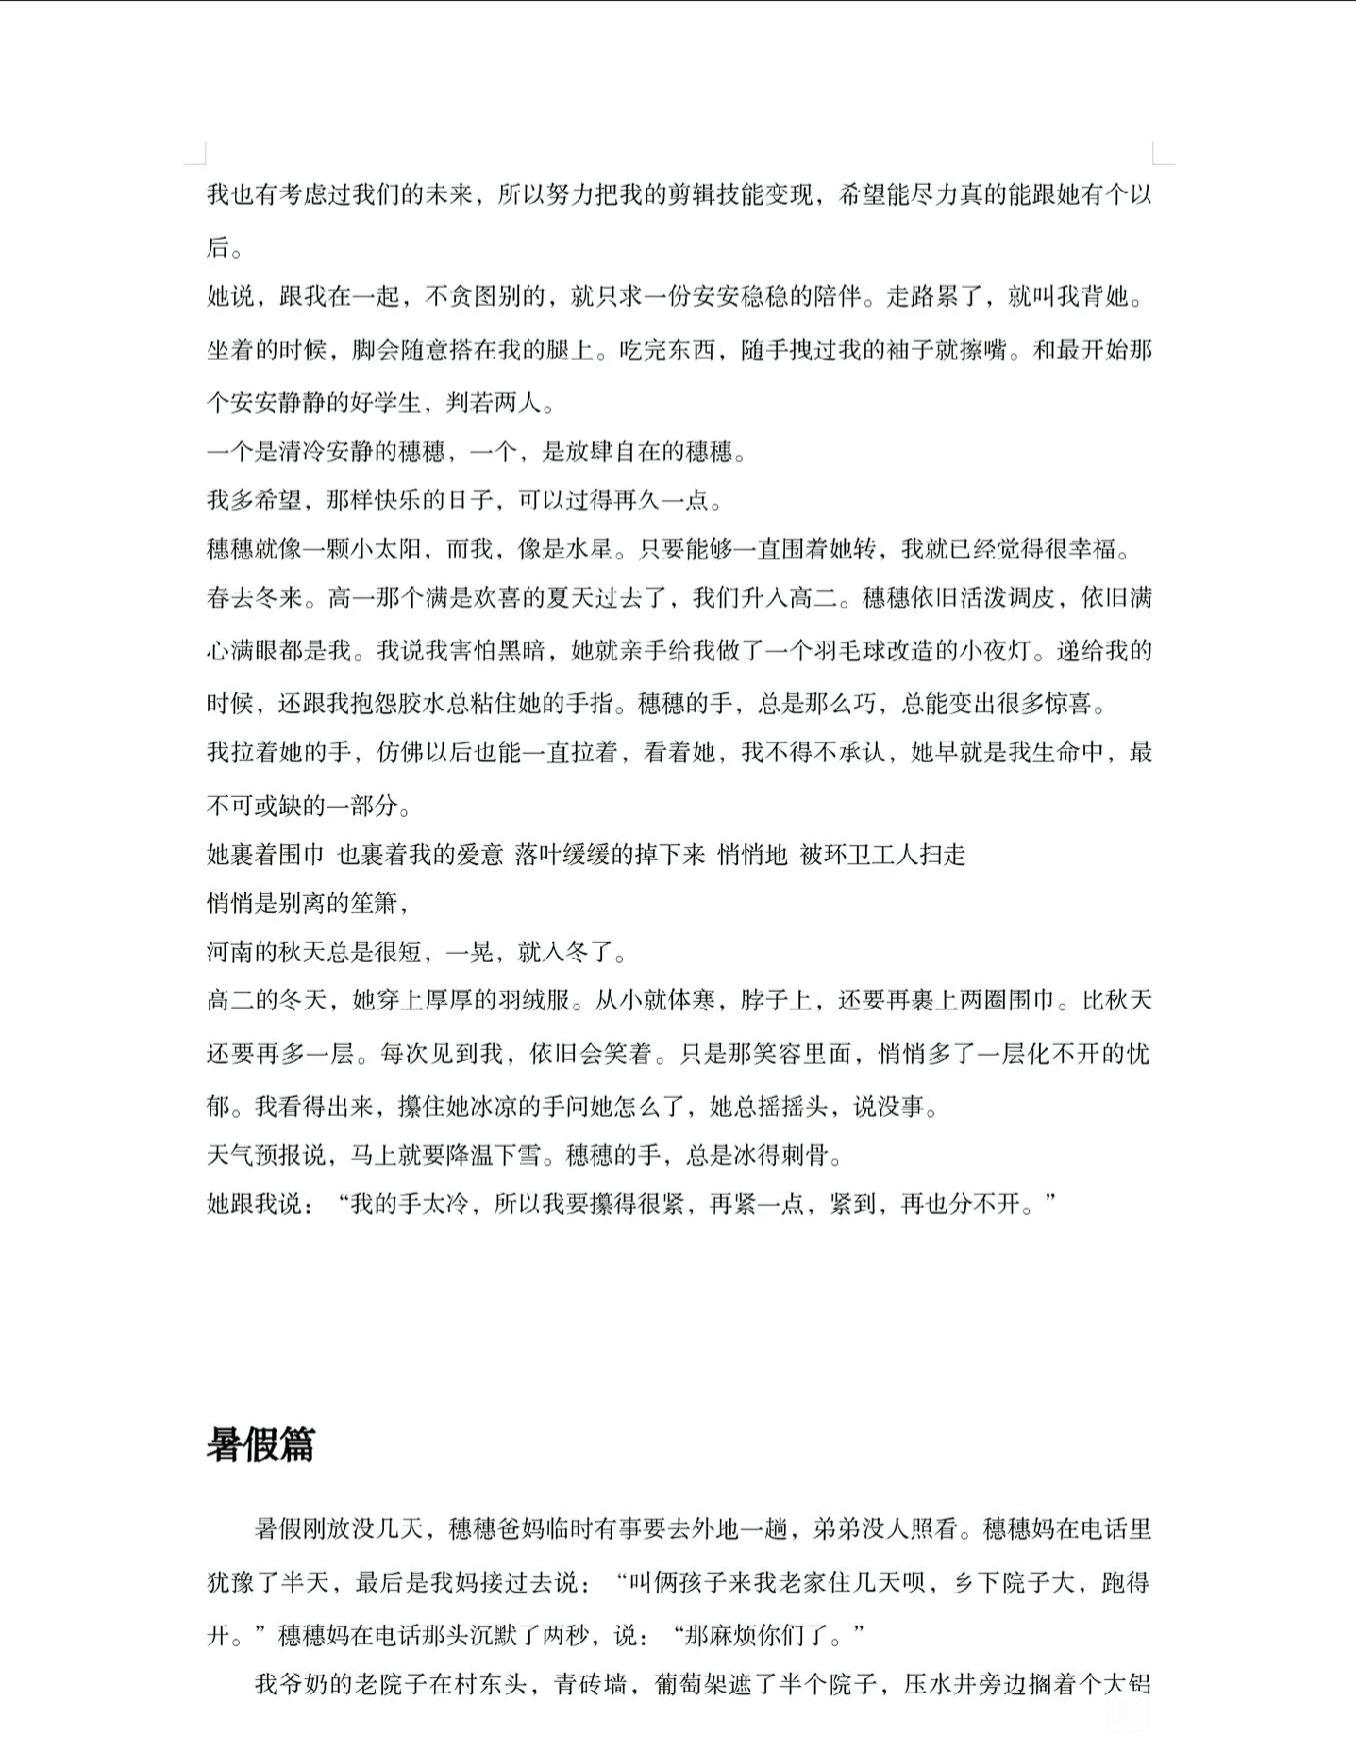 我也有考虑过我们的未来，所以努力把我的剪辑技能变现，希望能尽力真的能跟她有个以
后。
她说，跟我在一起，不贪图别的，就只求一份安安稳稳的陪伴。走路累了，就叫我背她。
坐着的时候，脚会随意搭在我的腿上。吃完东西，随手拽过我的袖子就擦嘴。和最开始那
个安安静静的好学生，判若两人。
一个是清冷安静的穗穗，一个，是放肆自在的穗穗。
我多希望，那样快乐的日子，可以过得再久一点。
穗穗就像一颗小太阳，而我，像是水星。只要能够一直围着她转，我就已经觉得很幸福。
春去冬来。高一那个满是欢喜的夏天过去了，我们升入高二。穗穗依旧活泼调皮，依旧满
心满眼都是我。我说我害怕黑暗，她就亲手给我做了一个羽毛球改造的小夜灯。递给我的
时候，还跟我抱怨胶水总粘住她的手指。穗穗的手，总是那么巧，总能变出很多惊喜。
我拉着她的手，仿佛以后也能一直拉着，看着她，我不得不承认，她早就是我生命中，最
不可或缺的一部分。
她裹着围巾 也裹着我的爱意 落叶缓缓的掉下来 悄悄地 被环卫工人扫走
悄悄是别离的笙箫，
河南的秋天总是很短，一晃，就入冬了。
高二的冬天，她穿上厚厚的羽绒服。从小就体寒，脖子上，还要再裹上两圈围巾。比秋天
还要再多一层。每次见到我，依旧会笑着。只是那笑容里面，悄悄多了一层化不开的忧
郁。我看得出来，攥住她冰凉的手问她怎么了，她总摇摇头，说没事。
天气预报说，马上就要降温下雪。穗穗的手，总是冰得刺骨。
她跟我说：“我的手太冷，所以我要攥得很紧，再紧一点，紧到，再也分不开。”
暑假篇
暑假刚放没几天，穗穗爸妈临时有事要去外地一趟，弟弟没人照看。穗穗妈在电话里
犹豫了半天，最后是我妈接过去说：“叫俩孩子来我老家住几天呗，乡下院子大，跑得
开。”穗穗妈在电话那头沉默了两秒，说：“那麻烦你们了。”
我爷奶的老院子在村东头，青砖墙，葡萄架遮了半个院子，压水井旁边搁着个大铝